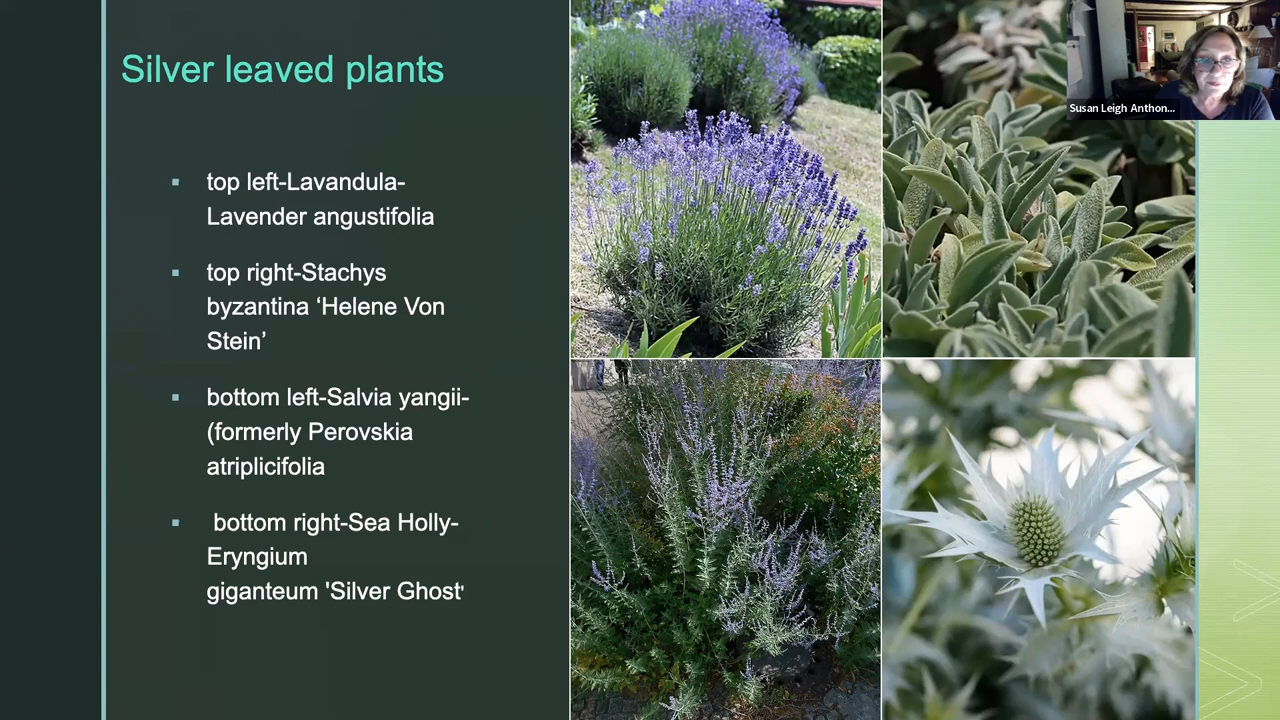 Silver leaved plants
▪ top left-Lavandula-
Lavender angustifolia
▪ top right-Stachys
byzantina ‘Helene Von
Stein’
▪ bottom left-Salvia yangii-
(formerly Perovskia
atriplicifolia
▪ bottom right-Sea Holly-
Eryngium
giganteum 'Silver Ghost'
Susan Leigh Anthon...